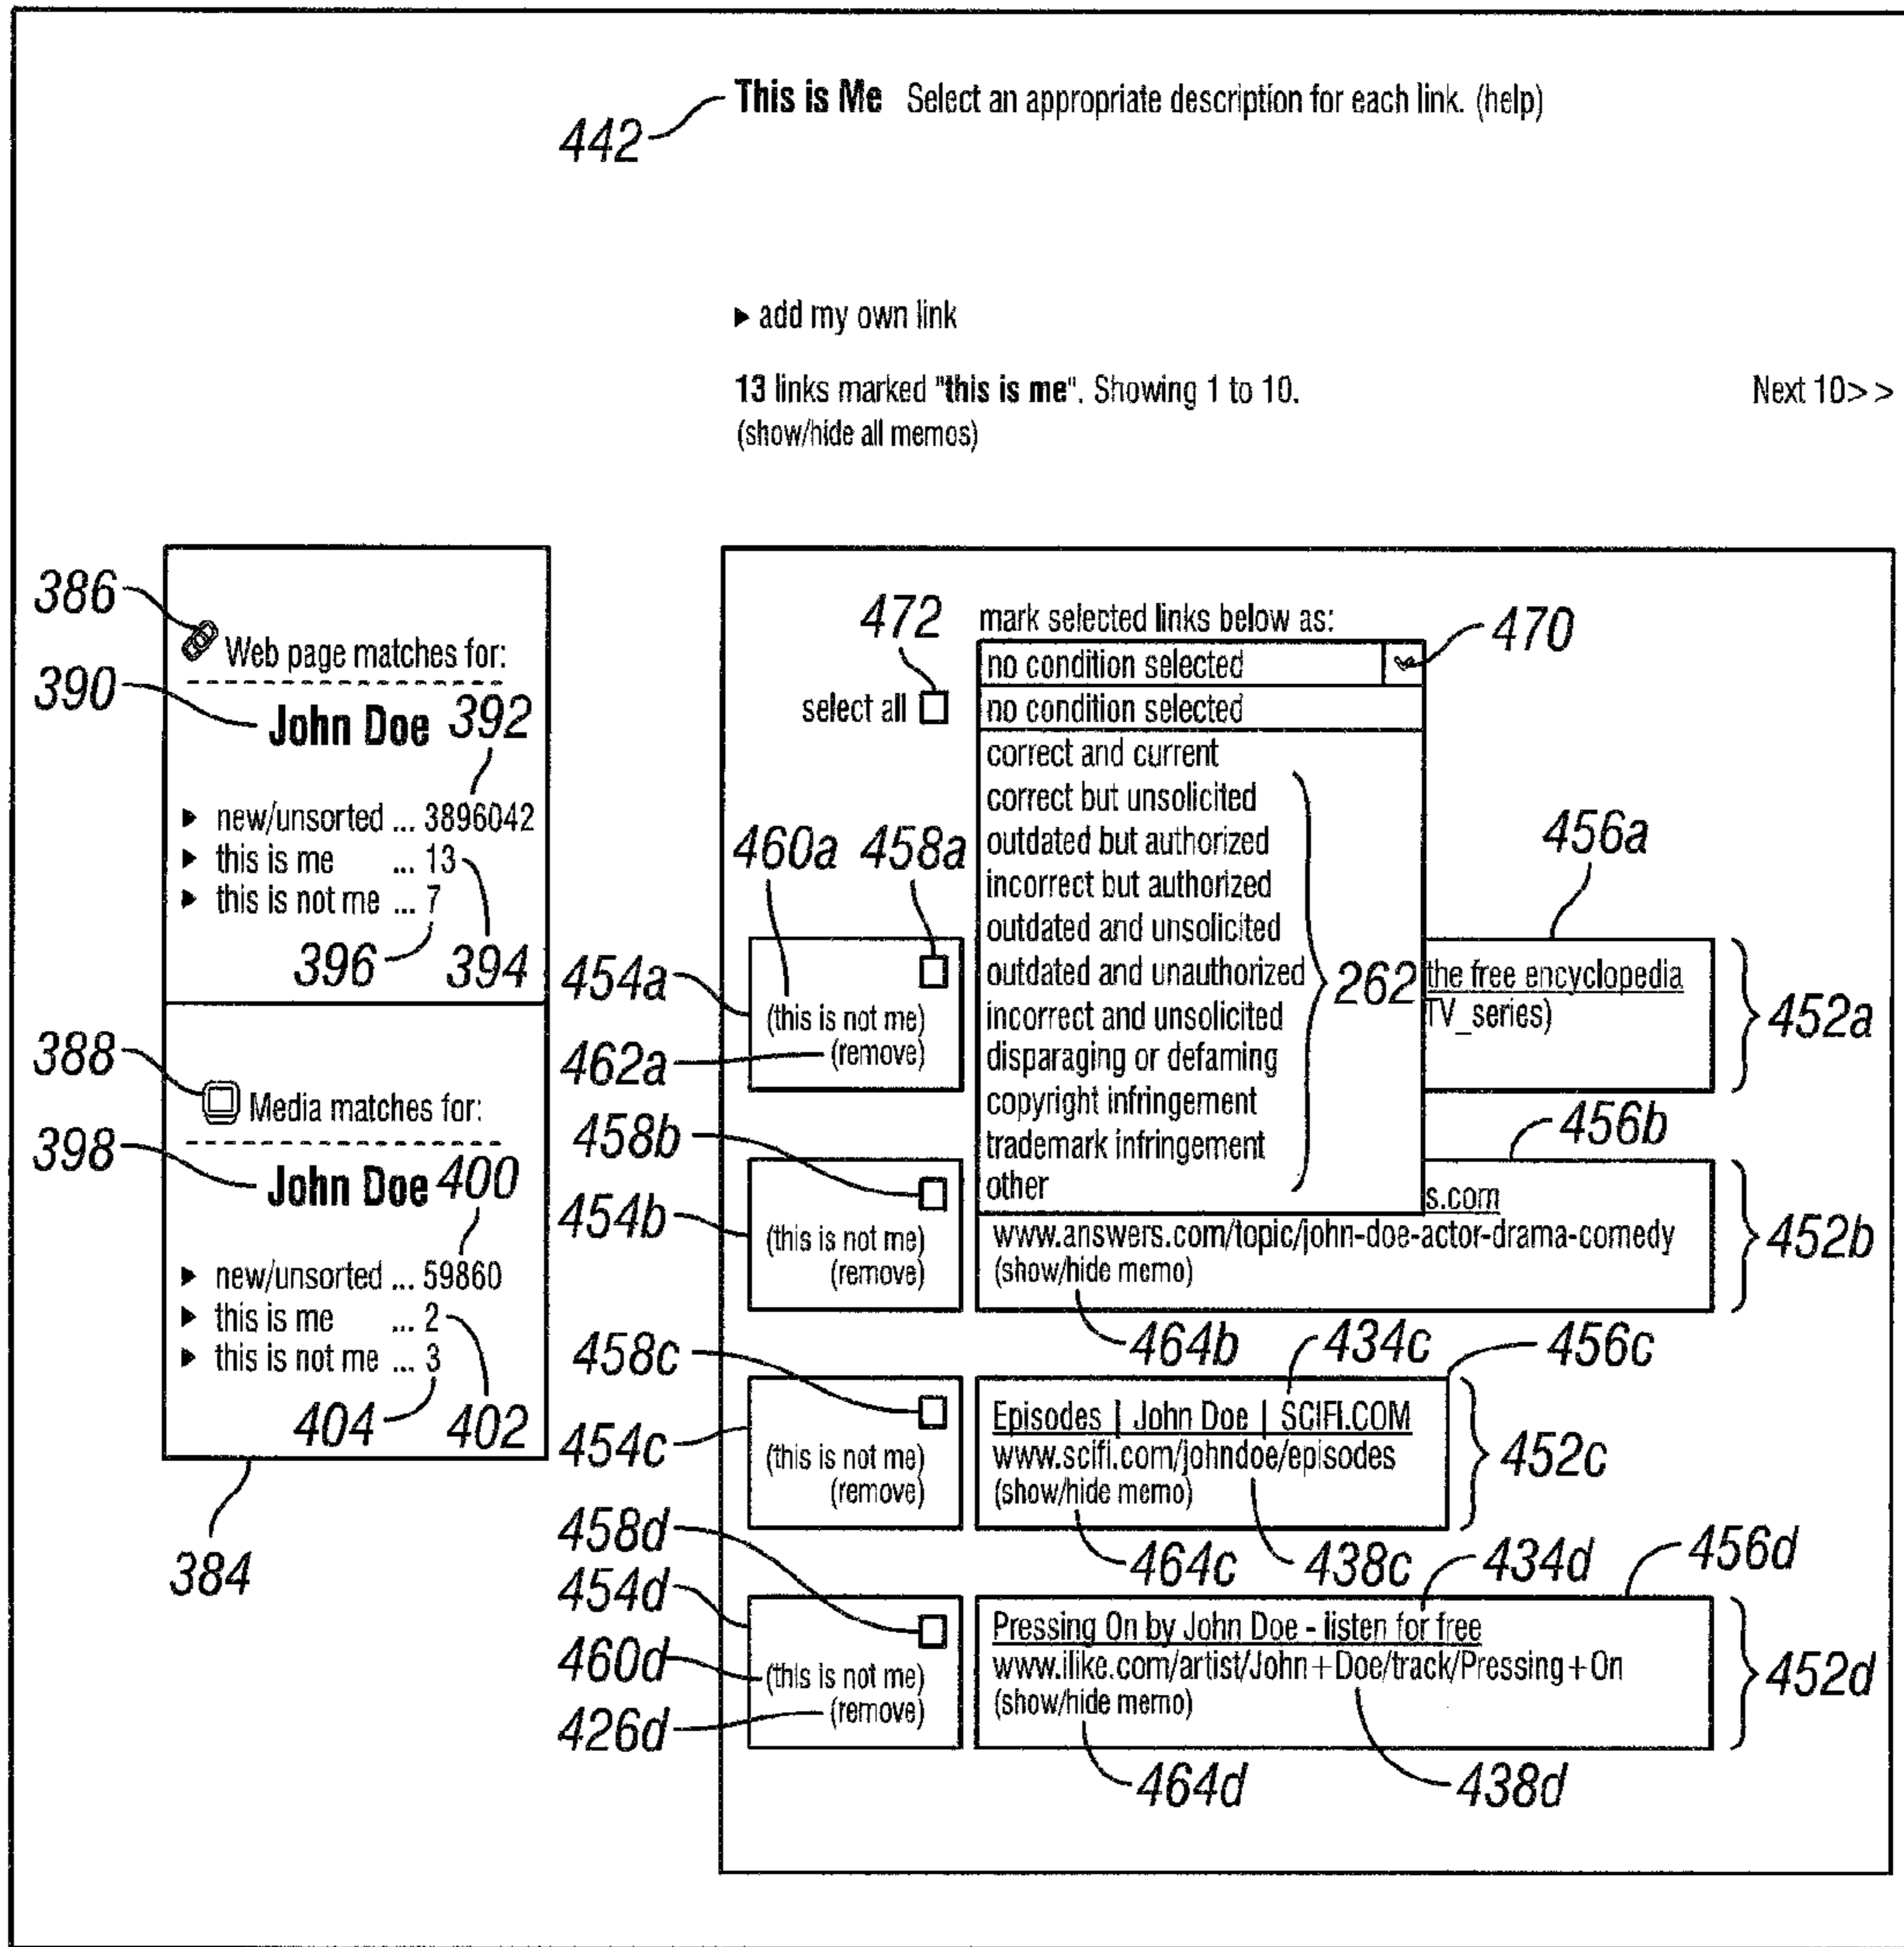 This is Me Select an appropriate description for each link. (help)
442
▶ add my own link
13 links marked "this is me". Showing 1 to 10.
Next 10> >
(show/hide all memos)
386
Web page matches for:
390
John Doe 392
▶ new/unsorted ... 3896042
▶ this is me ... 13
▶ this is not me ... 7
396 394
388
Media matches for:
398
John Doe 400
▶ new/unsorted ... 59860
▶ this is me ... 2
▶ this is not me ... 3
404 402
384
472
mark selected links below as:
470
no condition selected
select all
no condition selected
correct and current
correct but unsolicited
outdated but authorized
incorrect but authorized
outdated and unsolicited
outdated and unauthorized
incorrect and unsolicited
disparaging or defaming
copyright infringement
trademark infringement
other
262
460a 458a
456a
454a
(this is not me)
462a
(remove)
the free encyclopedia
TV_series)
452a
458b
456b
454b
(this is not me)
(remove)
s.com
www.answers.com/topic/john-doe-actor-drama-comedy
(show/hide memo)
452b
464b
458c
434c
456c
454c
(this is not me)
(remove)
Episodes | John Doe | SCIFI.COM
www.scifi.com/johndoe/episodes
(show/hide memo)
452c
464c
438c
458d
434d
456d
454d
460d
(this is not me)
426d
(remove)
Pressing On by John Doe - listen for free
www.ilike.com/artist/John+Doe/track/Pressing+On
(show/hide memo)
452d
464d
438d